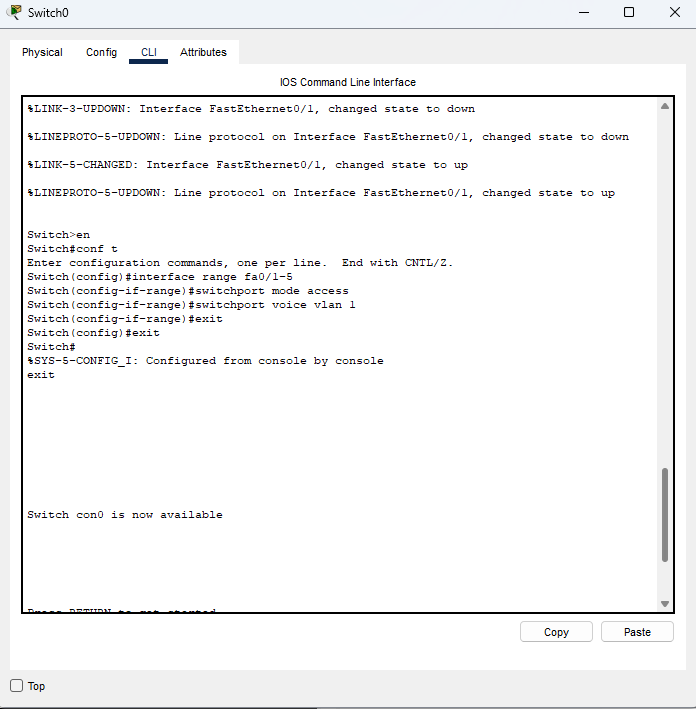 Switch0
Physical Config CLI Attributes
IOS Command Line Interface
%LINK-3-UPDOWN: Interface FastEthernet0/1, changed state to down
%LINEPROTO-5-UPDOWN: Line protocol on Interface FastEthernet0/1, changed state to down
%LINK-5-CHANGED: Interface FastEthernet0/1, changed state to up
%LINEPROTO-5-UPDOWN: Line protocol on Interface FastEthernet0/1, changed state to up
Switch>en
Switch#conf t
Enter configuration commands, one per line.  End with CNTL/Z.
Switch(config)#interface range fa0/1-5
Switch(config-if-range)#switchport mode access
Switch(config-if-range)#switchport voice vlan 1
Switch(config-if-range)#exit
Switch(config)#exit
Switch#
%SYS-5-CONFIG_I: Configured from console by console
exit
Switch con0 is now available
Press RETURN to get started
Copy Paste
Top